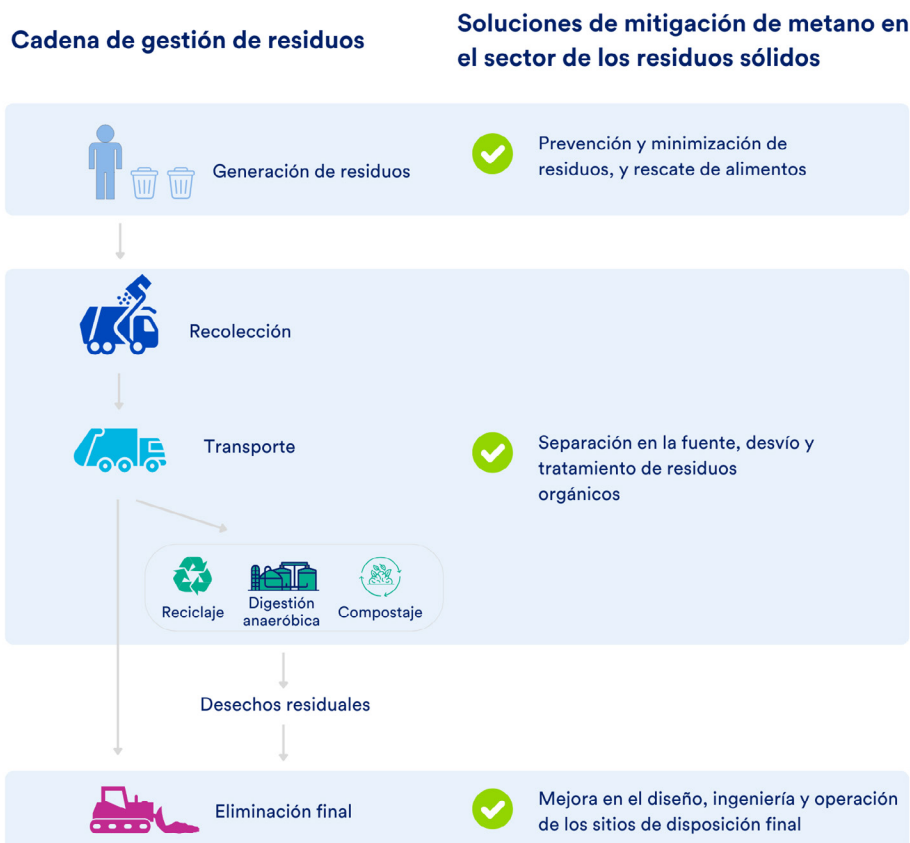 Cadena de gestión de residuos
Soluciones de mitigación de metano en
el sector de los residuos sólidos
Generación de residuos
Prevención y minimización de
residuos, y rescate de alimentos
Recolección
Transporte
Separación en la fuente, desvío y
tratamiento de residuos
orgánicos
Reciclaje
Digestión
anaeróbica
Compostaje
Desechos residuales
Eliminación final
Mejora en el diseño, ingeniería y operación
de los sitios de disposición final